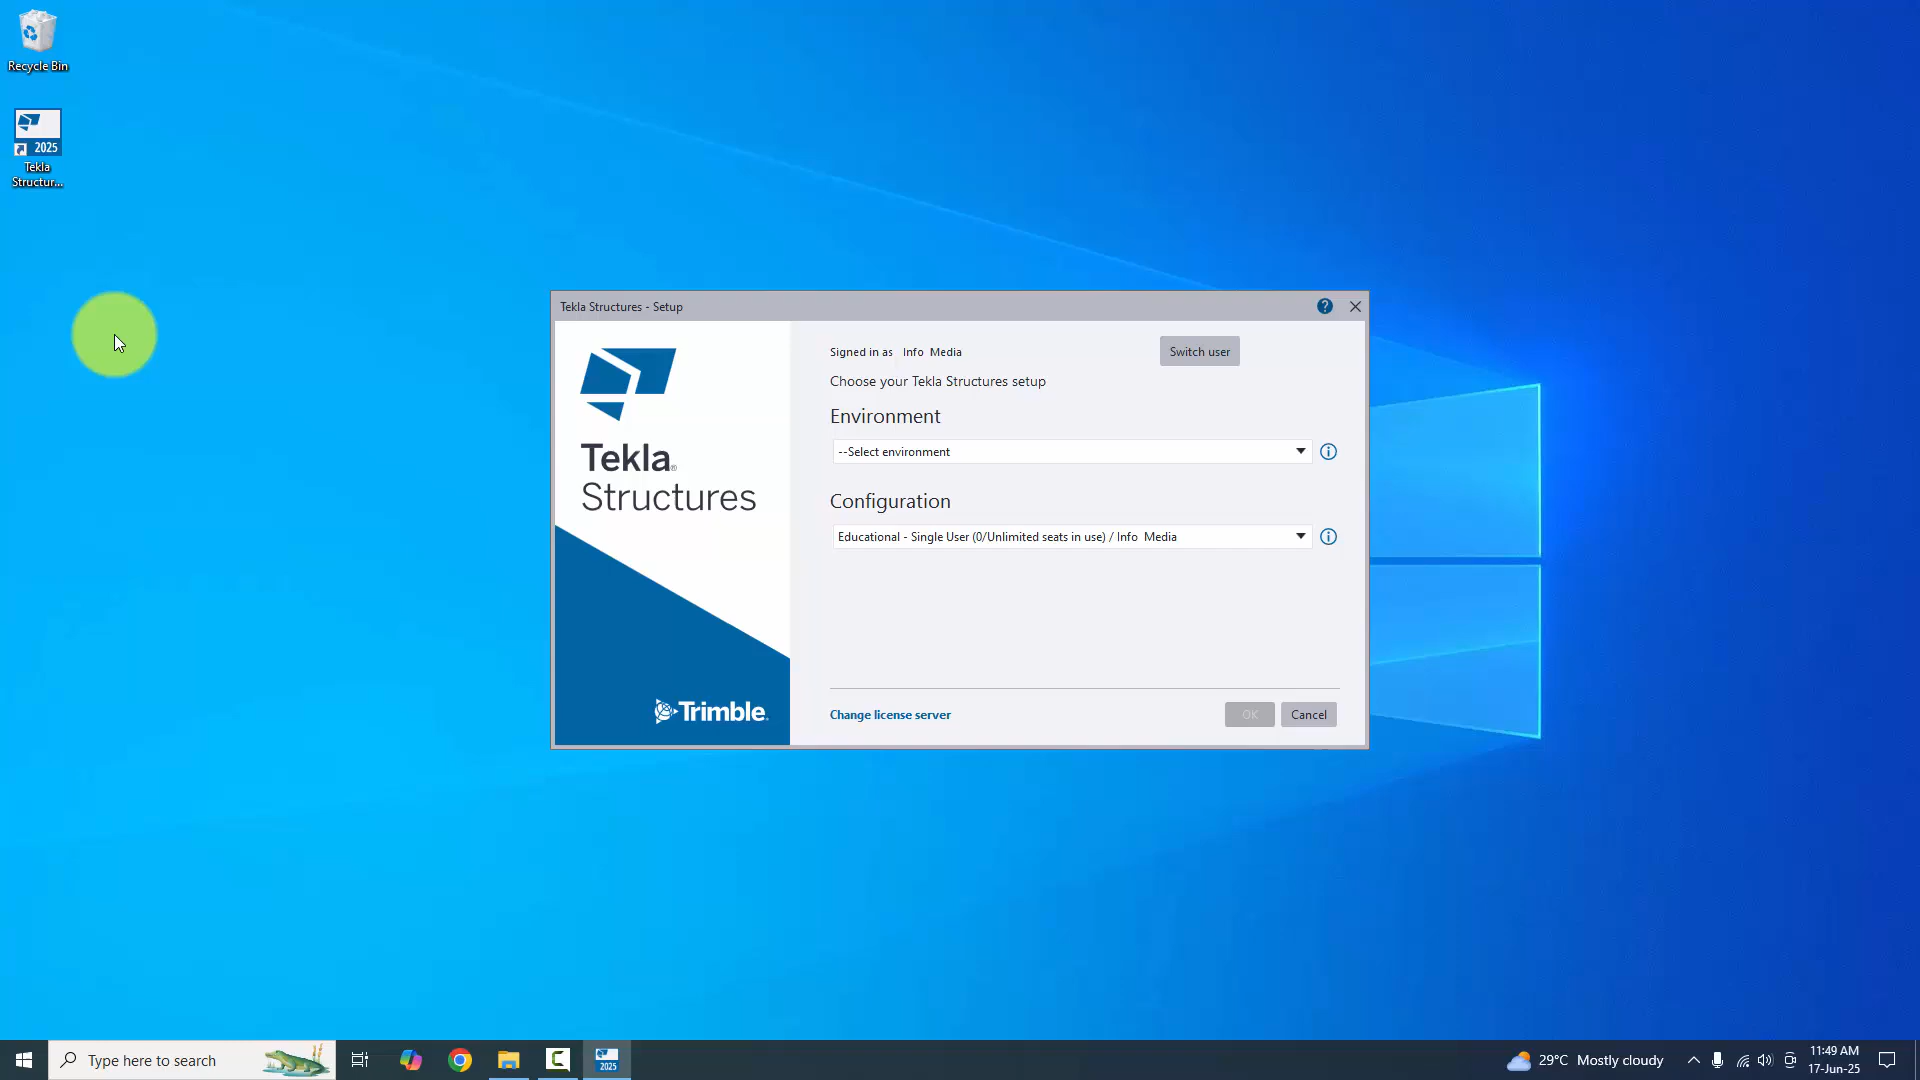 Recycle Bin
2025
Tekla
Structur...
Tekla Structures - Setup
?
Tekla®
Structures
Trimble®
Signed in as Info Media
Switch user
Choose your Tekla Structures setup
Environment
--Select environment
Configuration
Educational - Single User (0/Unlimited seats in use) / Info Media
Change license server
OK
Cancel
Type here to search
2025
29°C Mostly cloudy
11:49 AM
17-Jun-25